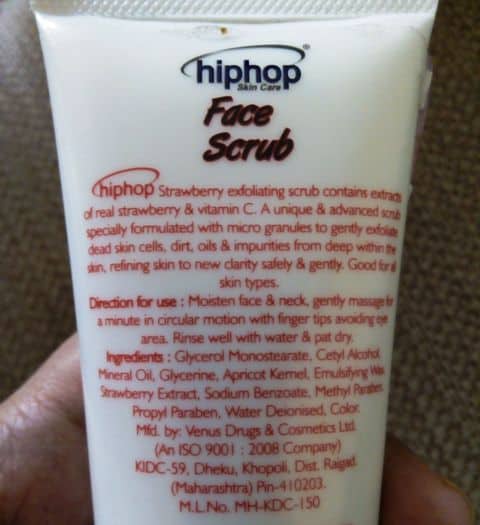 hiphop®
Skin Care
Face
Scrub
hiphop Strawberry exfoliating scrub contains extracts
of real strawberry & vitamin C. A unique & advanced scrub
specially formulated with micro granules to gently exfoliate
dead skin cells, dirt, oils & impurities from deep within the
skin, refining skin to new clarity safely & gently. Good for all
skin types.
Direction for use : Moisten face & neck, gently massage for
a minute in circular motion with finger tips avoiding eye
area. Rinse well with water & pat dry.
Ingredients : Glycerol Monostearate, Cetyl Alcohol,
Mineral Oil, Glycerine, Apricot Kernel, Emulsifying Wax,
Strawberry Extract, Sodium Benzoate, Methyl Paraben,
Propyl Paraben, Water Deionised, Color.
Mfd. by: Venus Drugs & Cosmetics Ltd.
(An ISO 9001 : 2008 Company)
KIDC-59, Dheku, Khopoli, Dist. Raigad.
(Maharashtra) Pin-410203.
M.L.No. MH-KDC-150